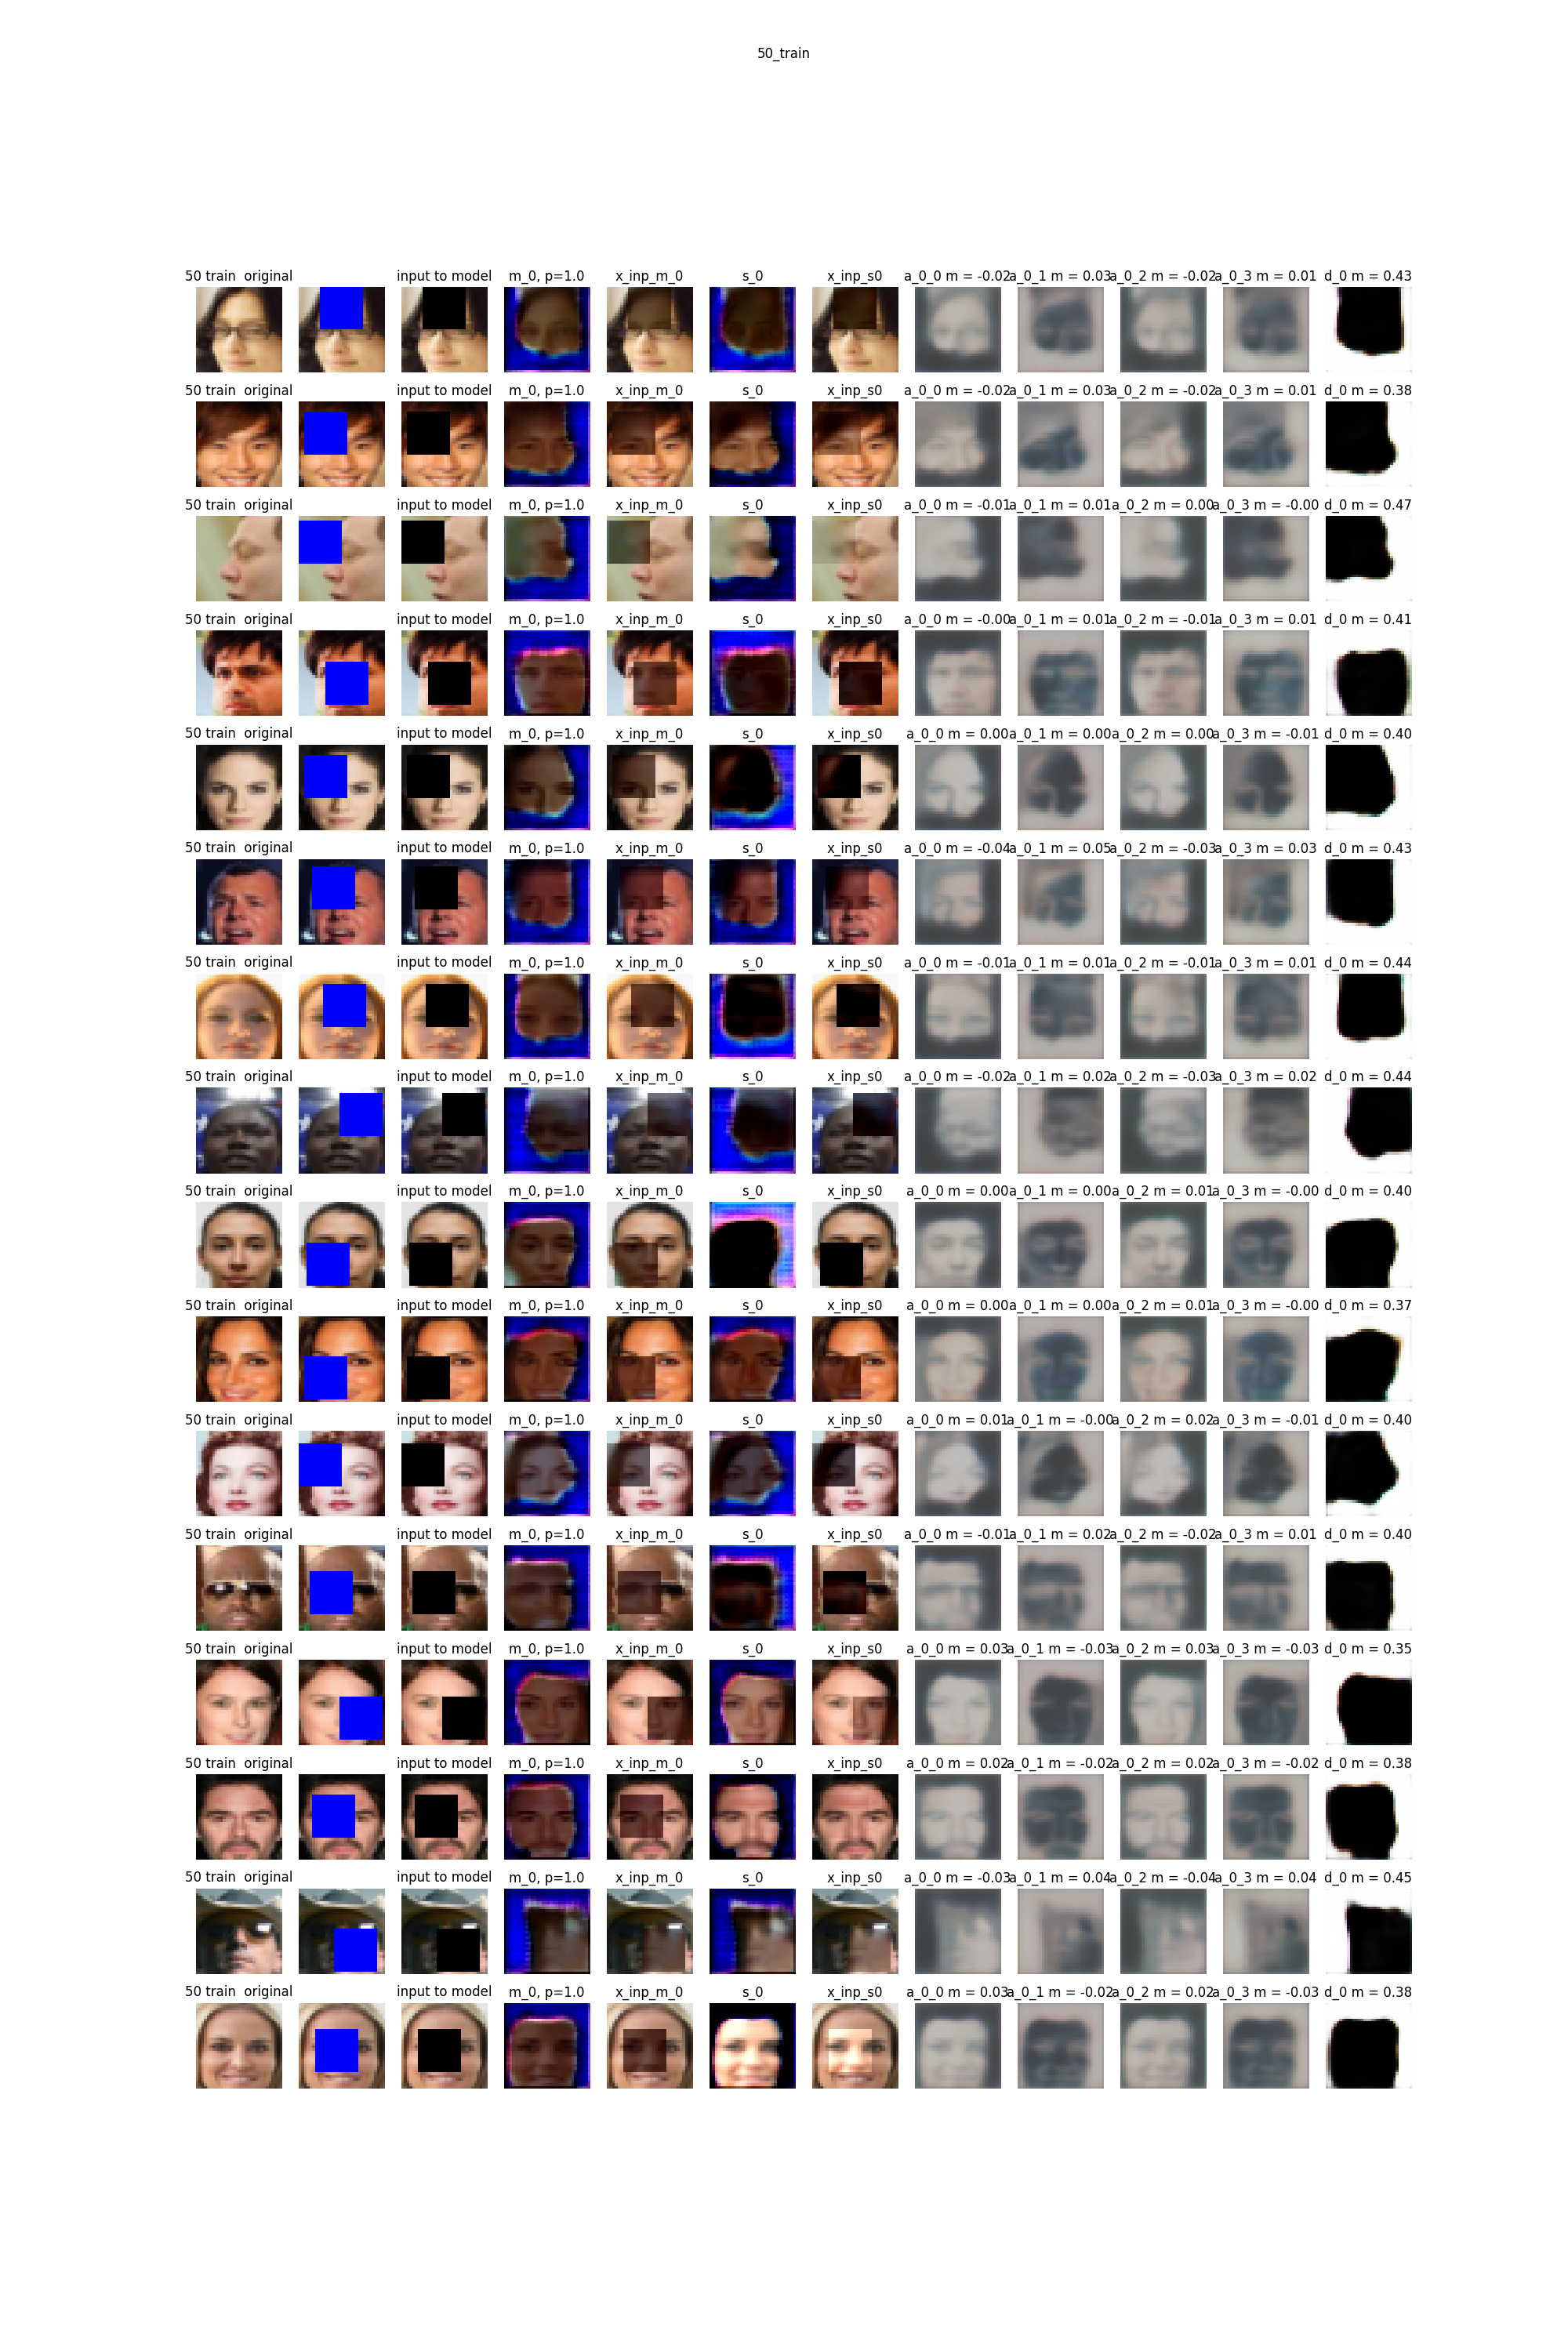 50_train
50 train  original input to model m_0, p=1.0 x_inp_m_0 s_0 x_inp_s0 a_0_0 m = -0.02 a_0_1 m = 0.03 a_0_2 m = -0.02 a_0_3 m = 0.01 d_0 m = 0.43
50 train  original input to model m_0, p=1.0 x_inp_m_0 s_0 x_inp_s0 a_0_0 m = -0.02 a_0_1 m = 0.03 a_0_2 m = -0.02 a_0_3 m = 0.01 d_0 m = 0.38
50 train  original input to model m_0, p=1.0 x_inp_m_0 s_0 x_inp_s0 a_0_0 m = -0.01 a_0_1 m = 0.01 a_0_2 m = 0.00 a_0_3 m = -0.00 d_0 m = 0.47
50 train  original input to model m_0, p=1.0 x_inp_m_0 s_0 x_inp_s0 a_0_0 m = -0.00 a_0_1 m = 0.01 a_0_2 m = -0.01 a_0_3 m = 0.01 d_0 m = 0.41
50 train  original input to model m_0, p=1.0 x_inp_m_0 s_0 x_inp_s0 a_0_0 m = 0.00 a_0_1 m = 0.00 a_0_2 m = 0.00 a_0_3 m = -0.01 d_0 m = 0.40
50 train  original input to model m_0, p=1.0 x_inp_m_0 s_0 x_inp_s0 a_0_0 m = -0.04 a_0_1 m = 0.05 a_0_2 m = -0.03 a_0_3 m = 0.03 d_0 m = 0.43
50 train  original input to model m_0, p=1.0 x_inp_m_0 s_0 x_inp_s0 a_0_0 m = -0.01 a_0_1 m = 0.01 a_0_2 m = -0.01 a_0_3 m = 0.01 d_0 m = 0.44
50 train  original input to model m_0, p=1.0 x_inp_m_0 s_0 x_inp_s0 a_0_0 m = -0.02 a_0_1 m = 0.02 a_0_2 m = -0.03 a_0_3 m = 0.02 d_0 m = 0.44
50 train  original input to model m_0, p=1.0 x_inp_m_0 s_0 x_inp_s0 a_0_0 m = 0.00 a_0_1 m = 0.00 a_0_2 m = 0.01 a_0_3 m = -0.00 d_0 m = 0.40
50 train  original input to model m_0, p=1.0 x_inp_m_0 s_0 x_inp_s0 a_0_0 m = 0.00 a_0_1 m = 0.00 a_0_2 m = 0.01 a_0_3 m = -0.00 d_0 m = 0.37
50 train  original input to model m_0, p=1.0 x_inp_m_0 s_0 x_inp_s0 a_0_0 m = 0.01 a_0_1 m = -0.00 a_0_2 m = 0.02 a_0_3 m = -0.01 d_0 m = 0.40
50 train  original input to model m_0, p=1.0 x_inp_m_0 s_0 x_inp_s0 a_0_0 m = -0.01 a_0_1 m = 0.02 a_0_2 m = -0.02 a_0_3 m = 0.01 d_0 m = 0.40
50 train  original input to model m_0, p=1.0 x_inp_m_0 s_0 x_inp_s0 a_0_0 m = 0.03 a_0_1 m = -0.03 a_0_2 m = 0.03 a_0_3 m = -0.03 d_0 m = 0.35
50 train  original input to model m_0, p=1.0 x_inp_m_0 s_0 x_inp_s0 a_0_0 m = 0.02 a_0_1 m = -0.02 a_0_2 m = 0.02 a_0_3 m = -0.02 d_0 m = 0.38
50 train  original input to model m_0, p=1.0 x_inp_m_0 s_0 x_inp_s0 a_0_0 m = -0.03 a_0_1 m = 0.04 a_0_2 m = -0.04 a_0_3 m = 0.04 d_0 m = 0.45
50 train  original input to model m_0, p=1.0 x_inp_m_0 s_0 x_inp_s0 a_0_0 m = 0.03 a_0_1 m = -0.02 a_0_2 m = 0.02 a_0_3 m = -0.03 d_0 m = 0.38